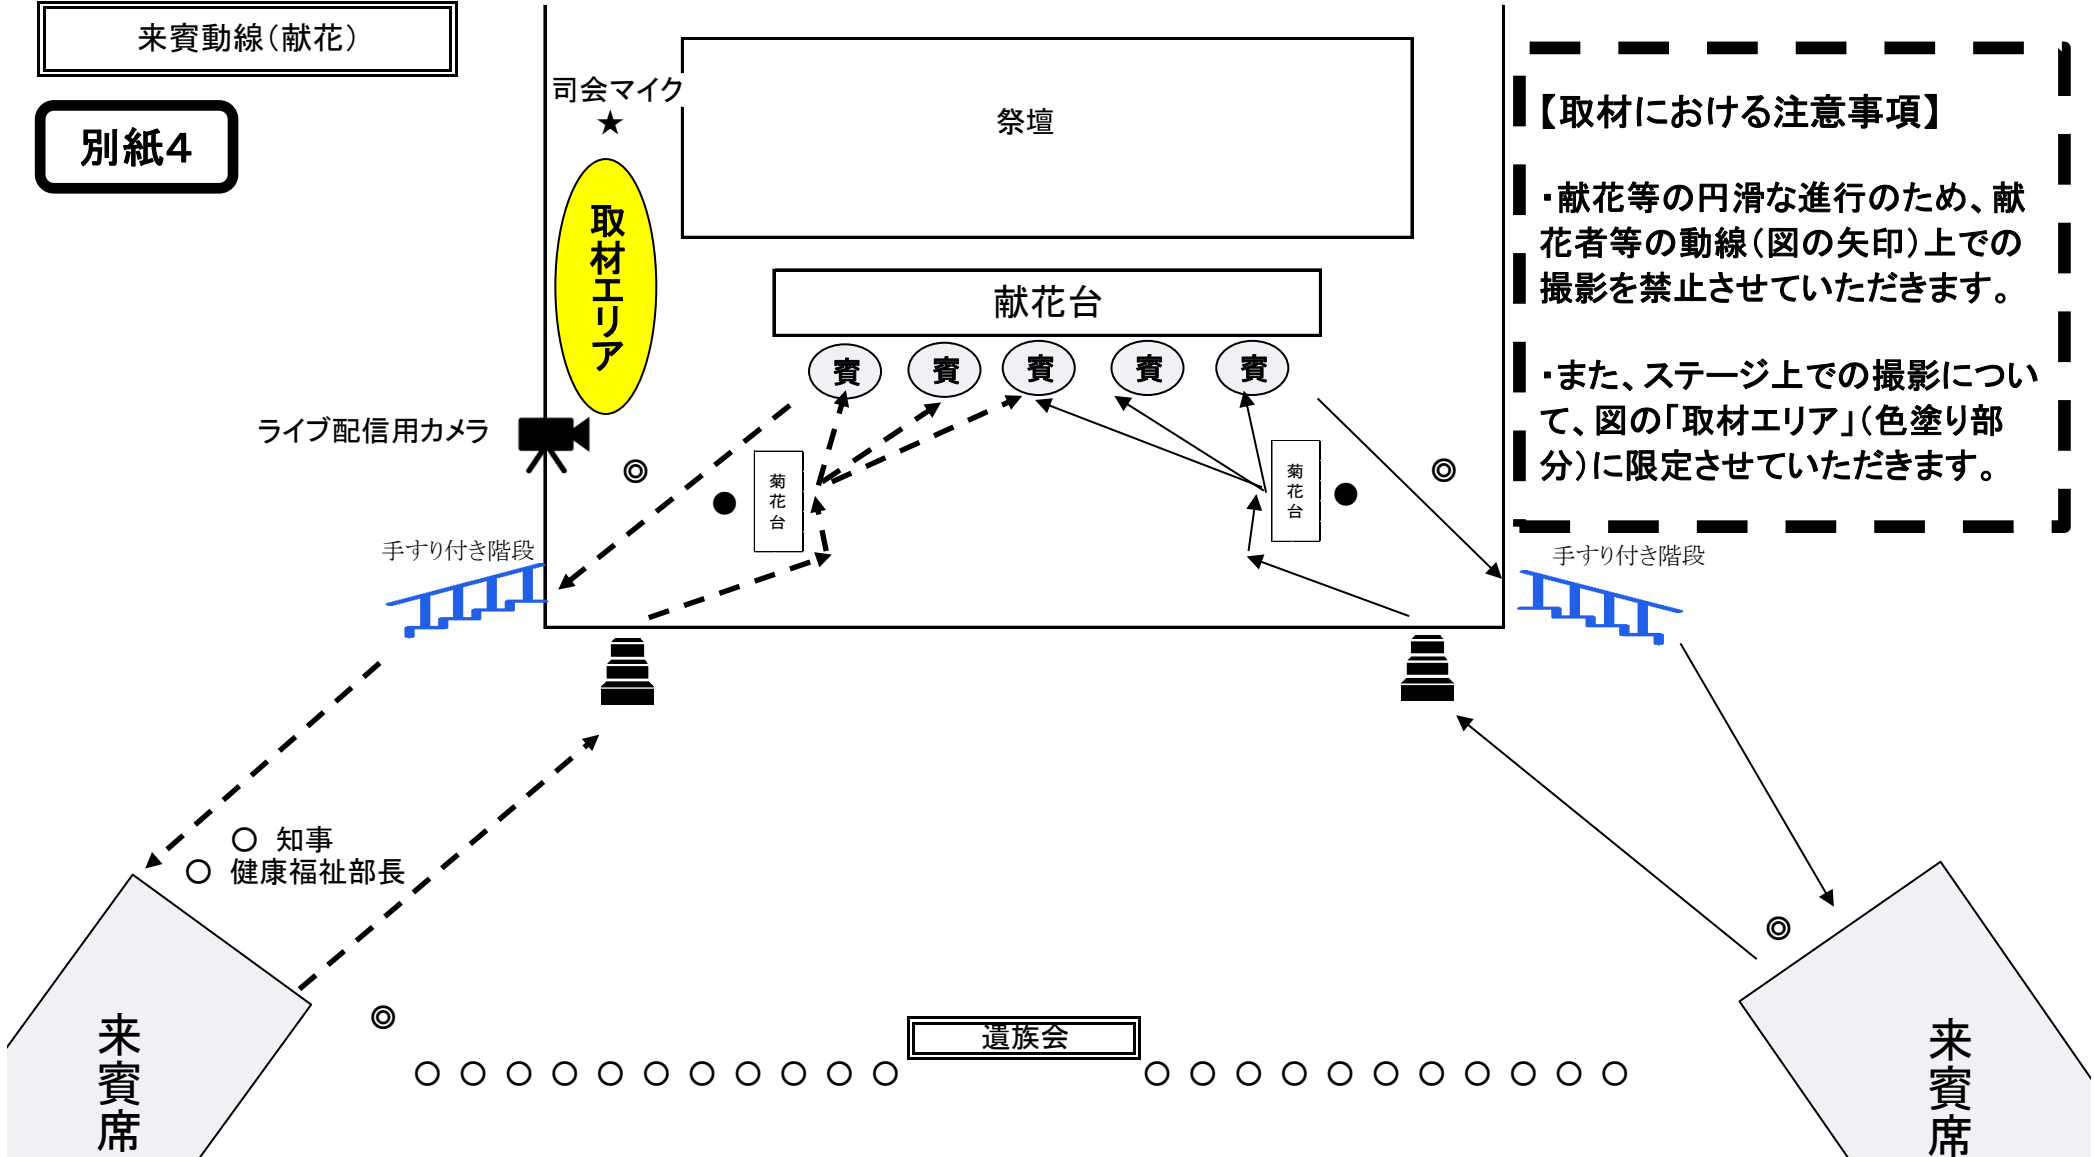 来賓動線(献花)
別紙4
司会マイク
★
祭壇
取材エリア
献花台
賓 賓 賓 賓 賓
ライブ配信用カメラ
◎
◎
●
菊花台
菊花台
●
手すり付き階段
手すり付き階段
【取材における注意事項】
・献花等の円滑な進行のため、献
花者等の動線(図の矢印)上での
撮影を禁止させていただきます。
・また、ステージ上での撮影につい
て、図の「取材エリア」(色塗り部
分)に限定させていただきます。
○ 知事
○ 健康福祉部長
◎
◎
来賓席
遺族会
○ ○ ○ ○ ○ ○ ○ ○ ○ ○ ○ ○ ○ ○ ○ ○ ○ ○ ○ ○ ○ ○
来賓席